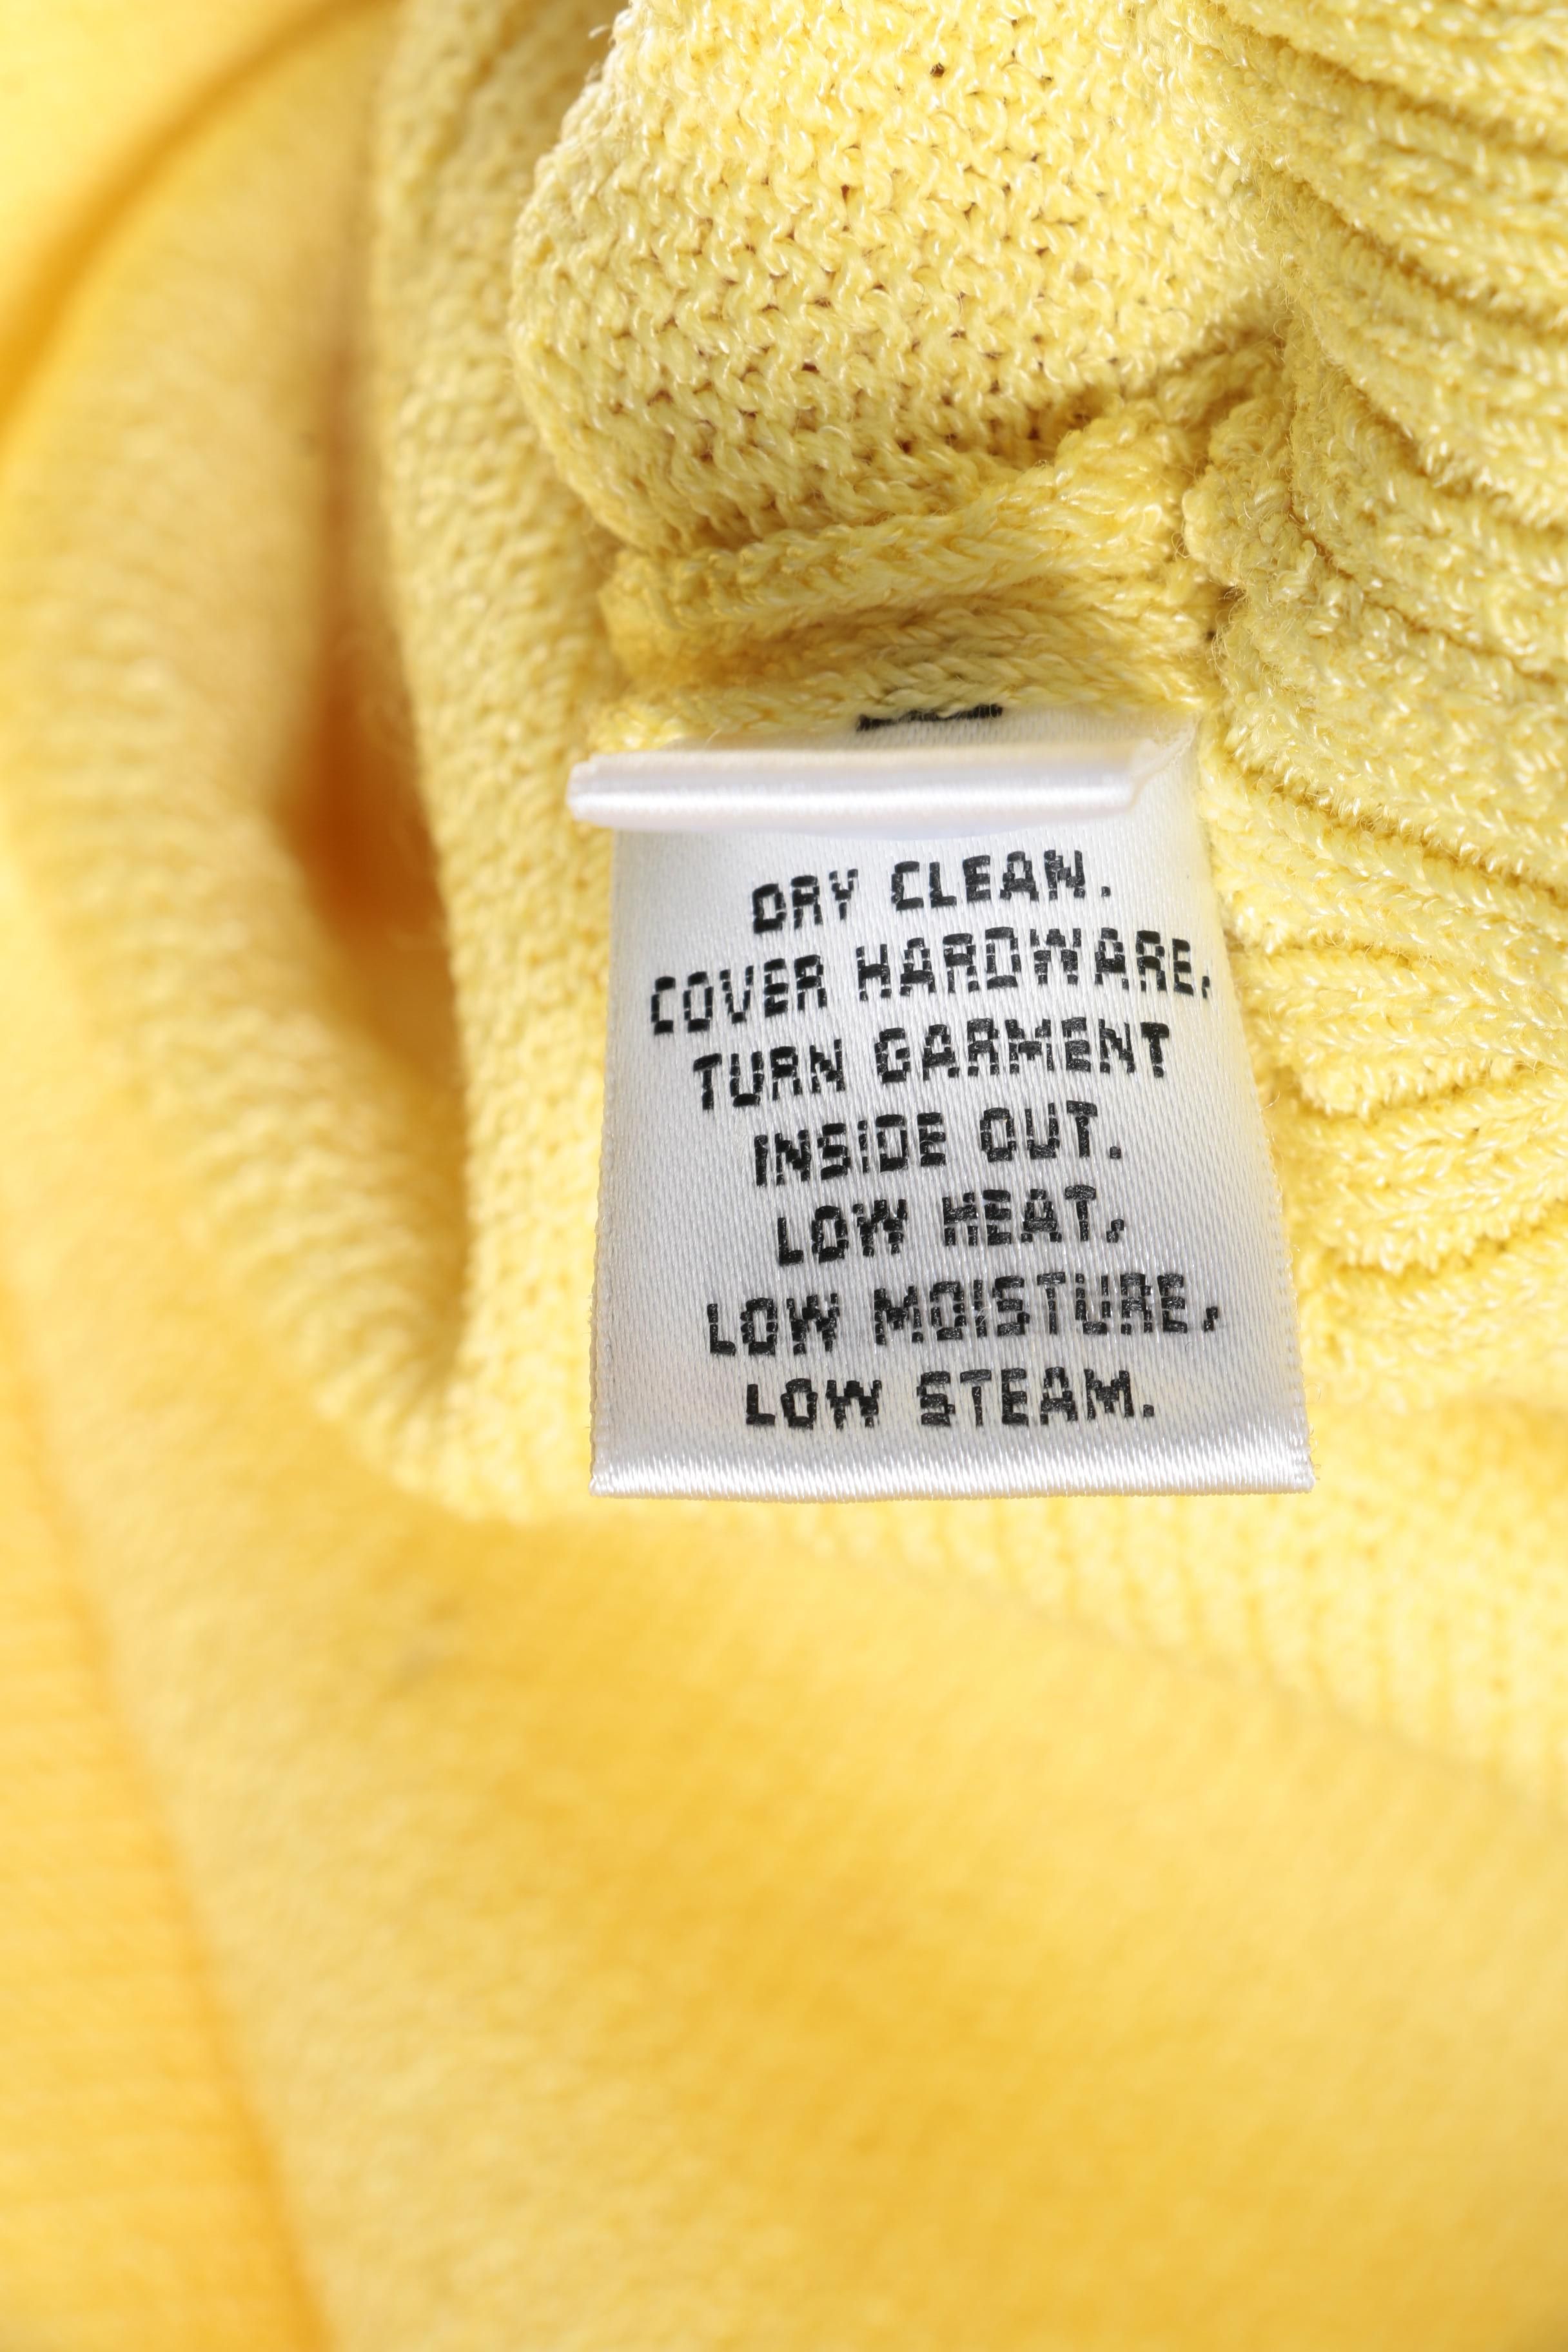 DRY CLEAN.
COVER HARDWARE,
TURN GARMENT
INSIDE OUT.
LOW HEAT,
LOW MOISTURE,
LOW STEAM.